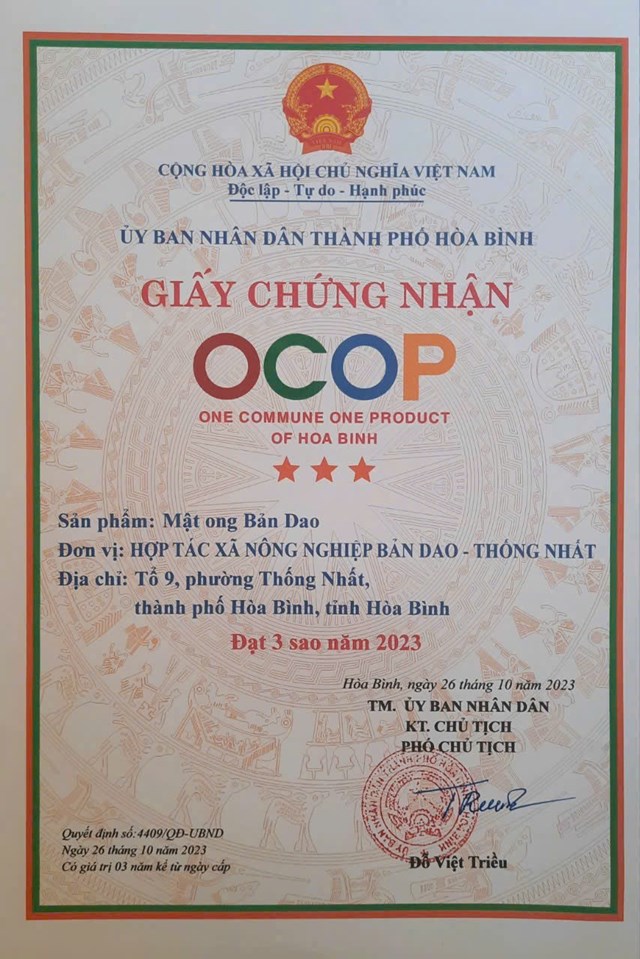 CỘNG HÒA XÃ HỘI CHỦ NGHĨA VIỆT NAM
Độc lập - Tự do - Hạnh phúc
ỦY BAN NHÂN DÂN THÀNH PHỐ HÒA BÌNH
GIẤY CHỨNG NHẬN
OCOP
ONE COMMUNE ONE PRODUCT
OF HOA BINH
Sản phẩm: Mật ong Bản Dao
Đơn vị: HỢP TÁC XÃ NÔNG NGHIỆP BẢN DAO - THỐNG NHẤT
Địa chỉ: Tổ 9, phường Thống Nhất,
thành phố Hòa Bình, tỉnh Hòa Bình
Đạt 3 sao năm 2023
Hòa Bình, ngày 26 tháng 10 năm 2023
TM. ỦY BAN NHÂN DÂN
KT. CHỦ TỊCH
PHÓ CHỦ TỊCH
Đỗ Việt Triều
Quyết định số:4409/QĐ-UBND
Ngày 26 tháng 10 năm 2023
Có giá trị 03 năm kể từ ngày cấp